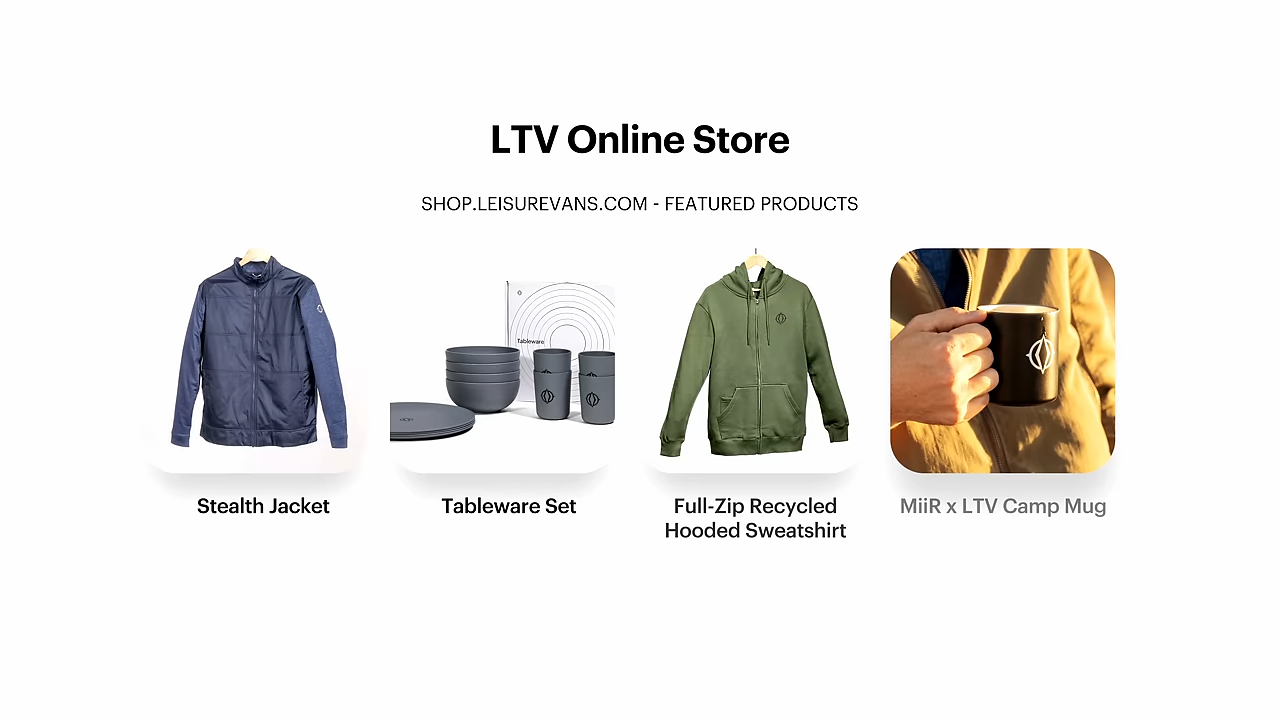 LTV Online Store
SHOP.LEISUREVANS.COM - FEATURED PRODUCTS
Tableware
Stealth Jacket
Tableware Set
Full-Zip Recycled
Hooded Sweatshirt
MiiR x LTV Camp Mug